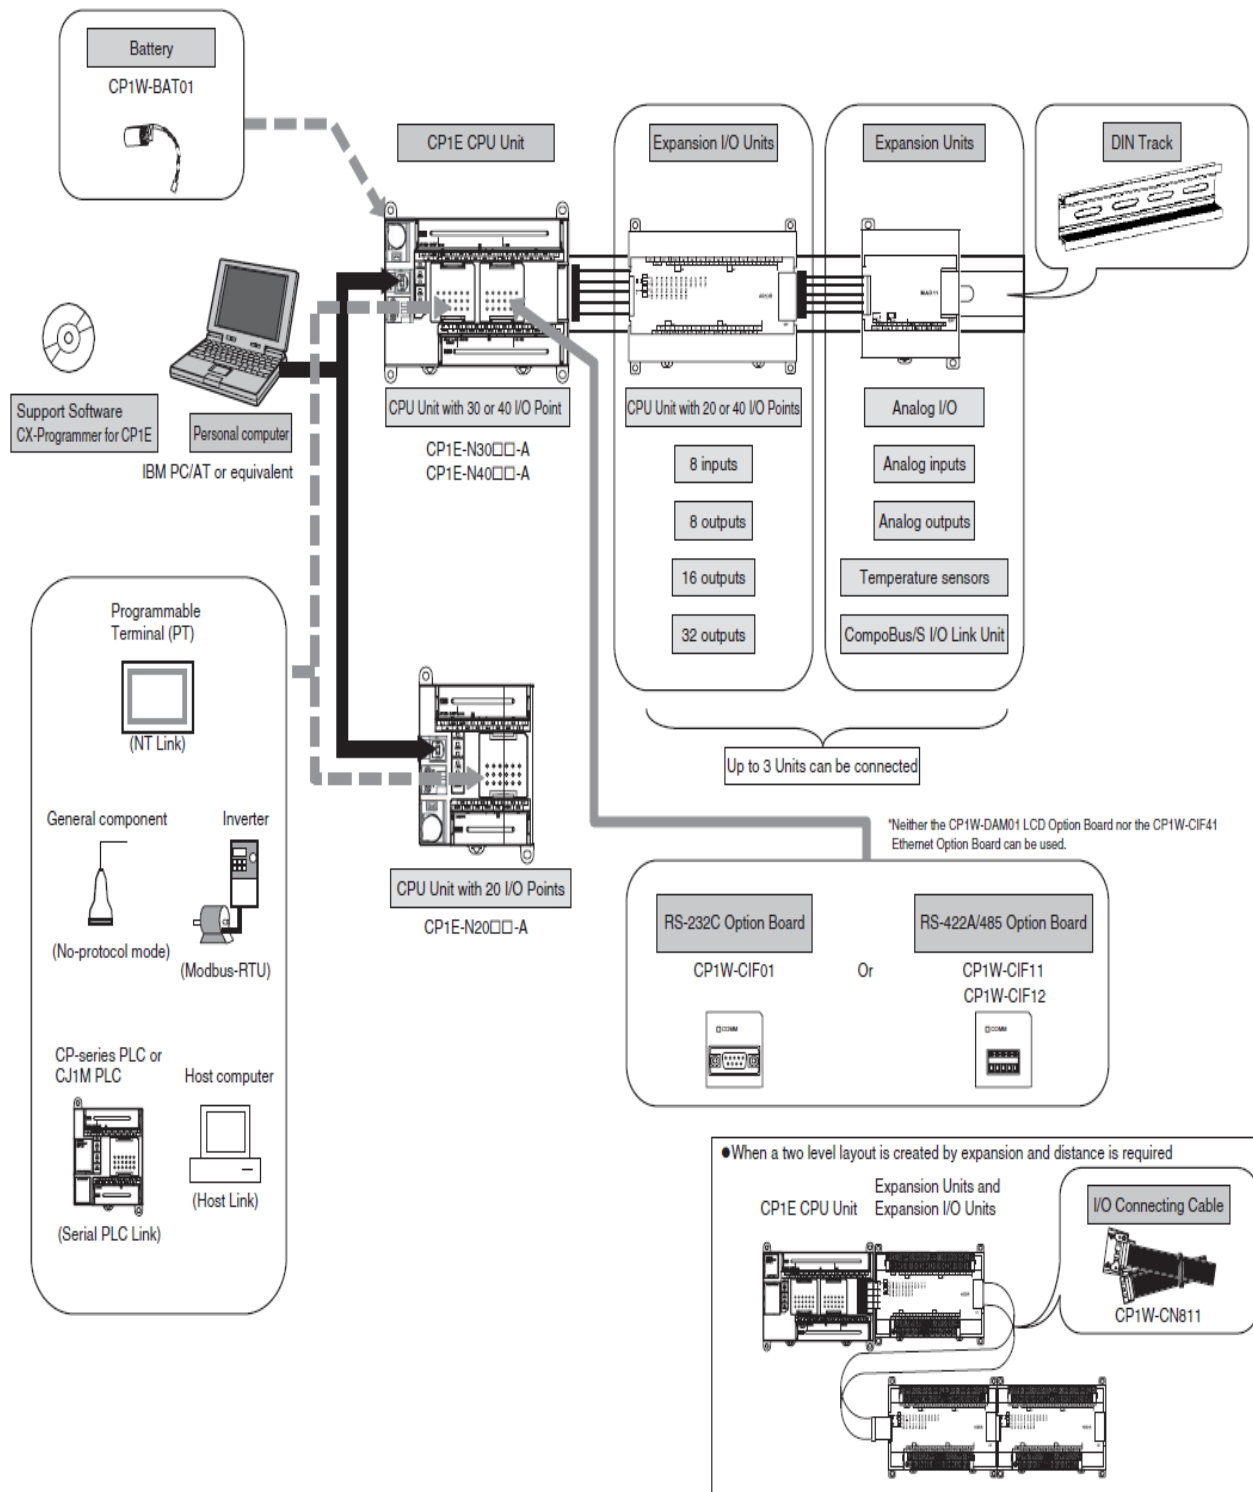 Battery
CP1W-BAT01
CP1E CPU Unit
Expansion I/O Units
Expansion Units
DIN Track
Support Software
CX-Programmer for CP1E
Personal computer
IBM PC/AT or equivalent
CPU Unit with 30 or 40 I/O Point
CP1E-N30□□-A
CP1E-N40□□-A
CPU Unit with 20 or 40 I/O Points
8 inputs
8 outputs
16 outputs
32 outputs
MAD11
Analog I/O
Analog inputs
Analog outputs
Temperature sensors
CompoBus/S I/O Link Unit
Up to 3 Units can be connected
Programmable
Terminal (PT)
(NT Link)
General component
(No-protocol mode)
Inverter
(Modbus-RTU)
CP-series PLC or
CJ1M PLC
(Serial PLC Link)
Host computer
(Host Link)
CPU Unit with 20 I/O Points
CP1E-N20□□-A
*Neither the CP1W-DAM01 LCD Option Board nor the CP1W-CIF41
Ethernet Option Board can be used.
RS-232C Option Board
CP1W-CIF01
COMM
Or
RS-422A/485 Option Board
CP1W-CIF11
CP1W-CIF12
COMM
●When a two level layout is created by expansion and distance is required
CP1E CPU Unit
Expansion Units and
Expansion I/O Units
I/O Connecting Cable
CP1W-CN811